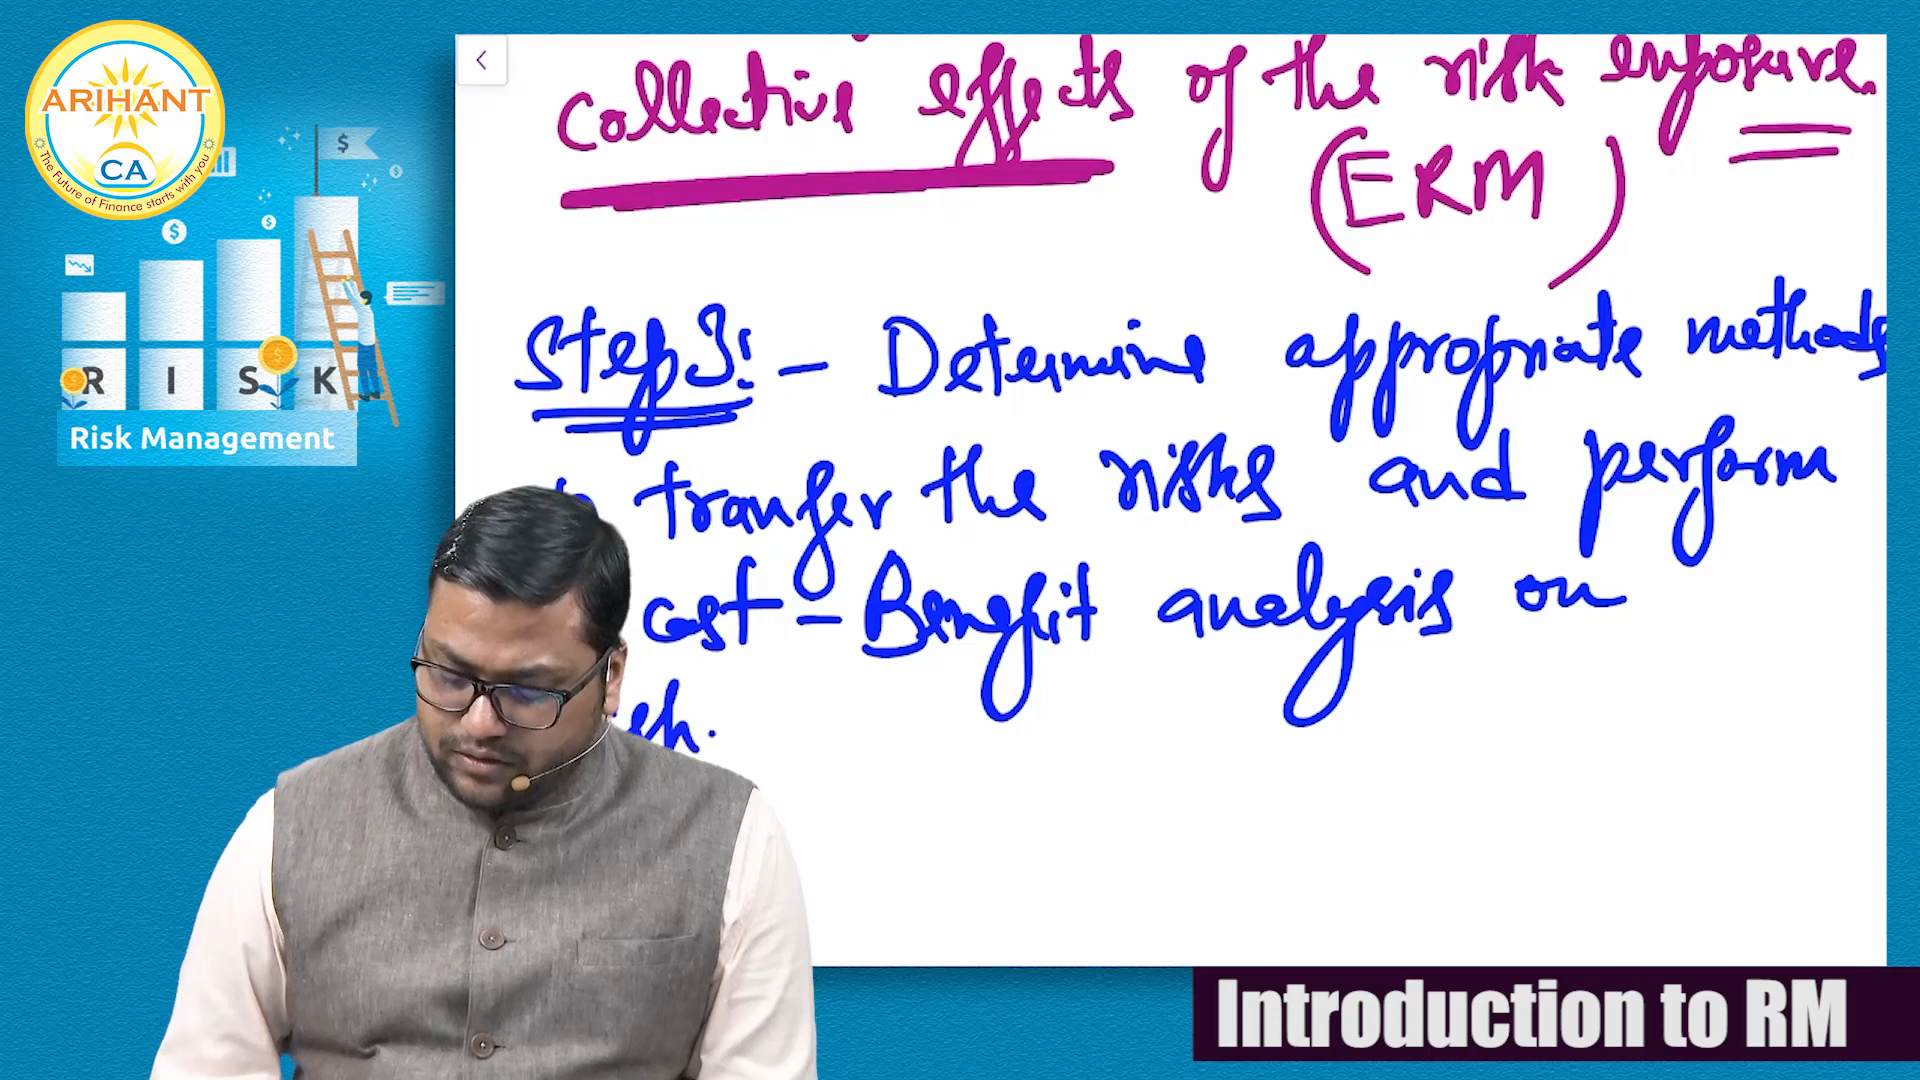 ARIHANT
CA
The Future of Finance starts with you
$
$
$
$
R I S K
Risk Management
collective effects of the risk exposure.
(ERM)
Step 3:- Determine appropriate methods
transfer the risks and perform
cost-Benefit analysis on
Introduction to RM